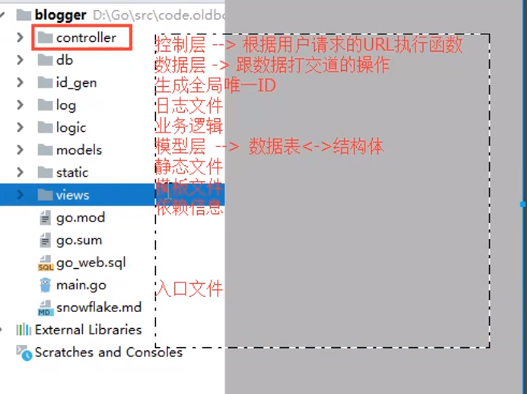 blogger D:\Go\src\code.oldbo
controller 控制层 --> 根据用户请求的URL执行函数
db 数据层 -> 跟数据打交道的操作
id_gen 生成全局唯一ID
log 日志文件
logic 业务逻辑
models 模型层 --> 数据表<->结构体
static 静态文件
views 模板文件
go.mod 依赖信息
go.sum
go_web.sql
main.go 入口文件
snowflake.md
External Libraries
Scratches and Consoles